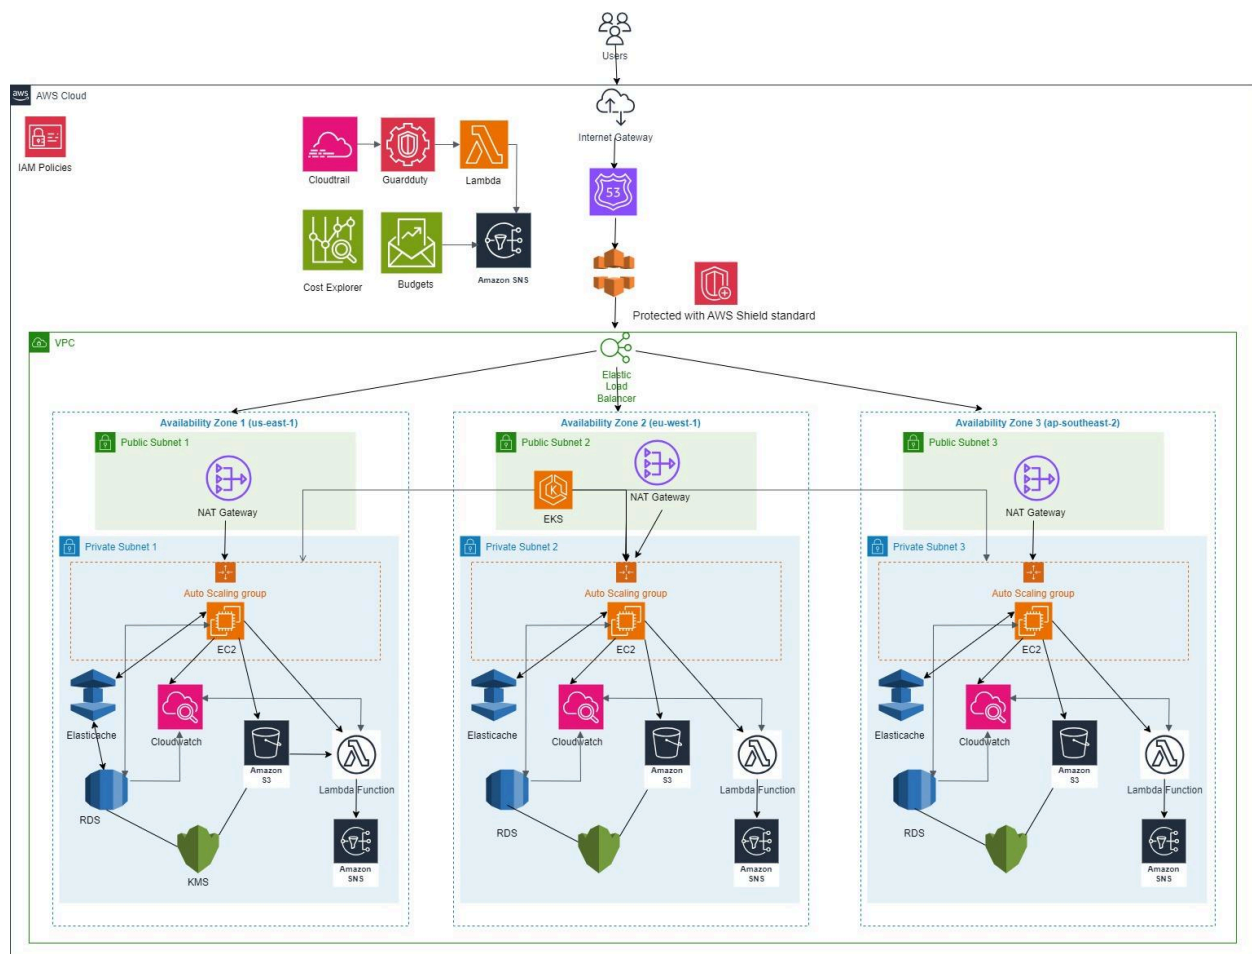 Users
aws
AWS Cloud
IAM Policies
Cloudtrail
Guardduty
Lambda
Internet Gateway
53
Cost Explorer
Budgets
Amazon SNS
Protected with AWS Shield standard
VPC
Elastic
Load
Balancer
Availability Zone 1 (us-east-1)
Public Subnet 1
NAT Gateway
Private Subnet 1
Auto Scaling group
EC2
Elasticache
Cloudwatch
Amazon
S3
Lambda Function
RDS
KMS
Amazon
SNS
Availability Zone 2 (eu-west-1)
Public Subnet 2
K
EKS
NAT Gateway
Private Subnet 2
Auto Scaling group
EC2
Elasticache
Cloudwatch
Amazon
S3
Lambda Function
RDS
Amazon
SNS
Availability Zone 3 (ap-southeast-2)
Public Subnet 3
NAT Gateway
Private Subnet 3
Auto Scaling group
EC2
Elasticache
Cloudwatch
Amazon
S3
Lambda Function
RDS
Amazon
SNS